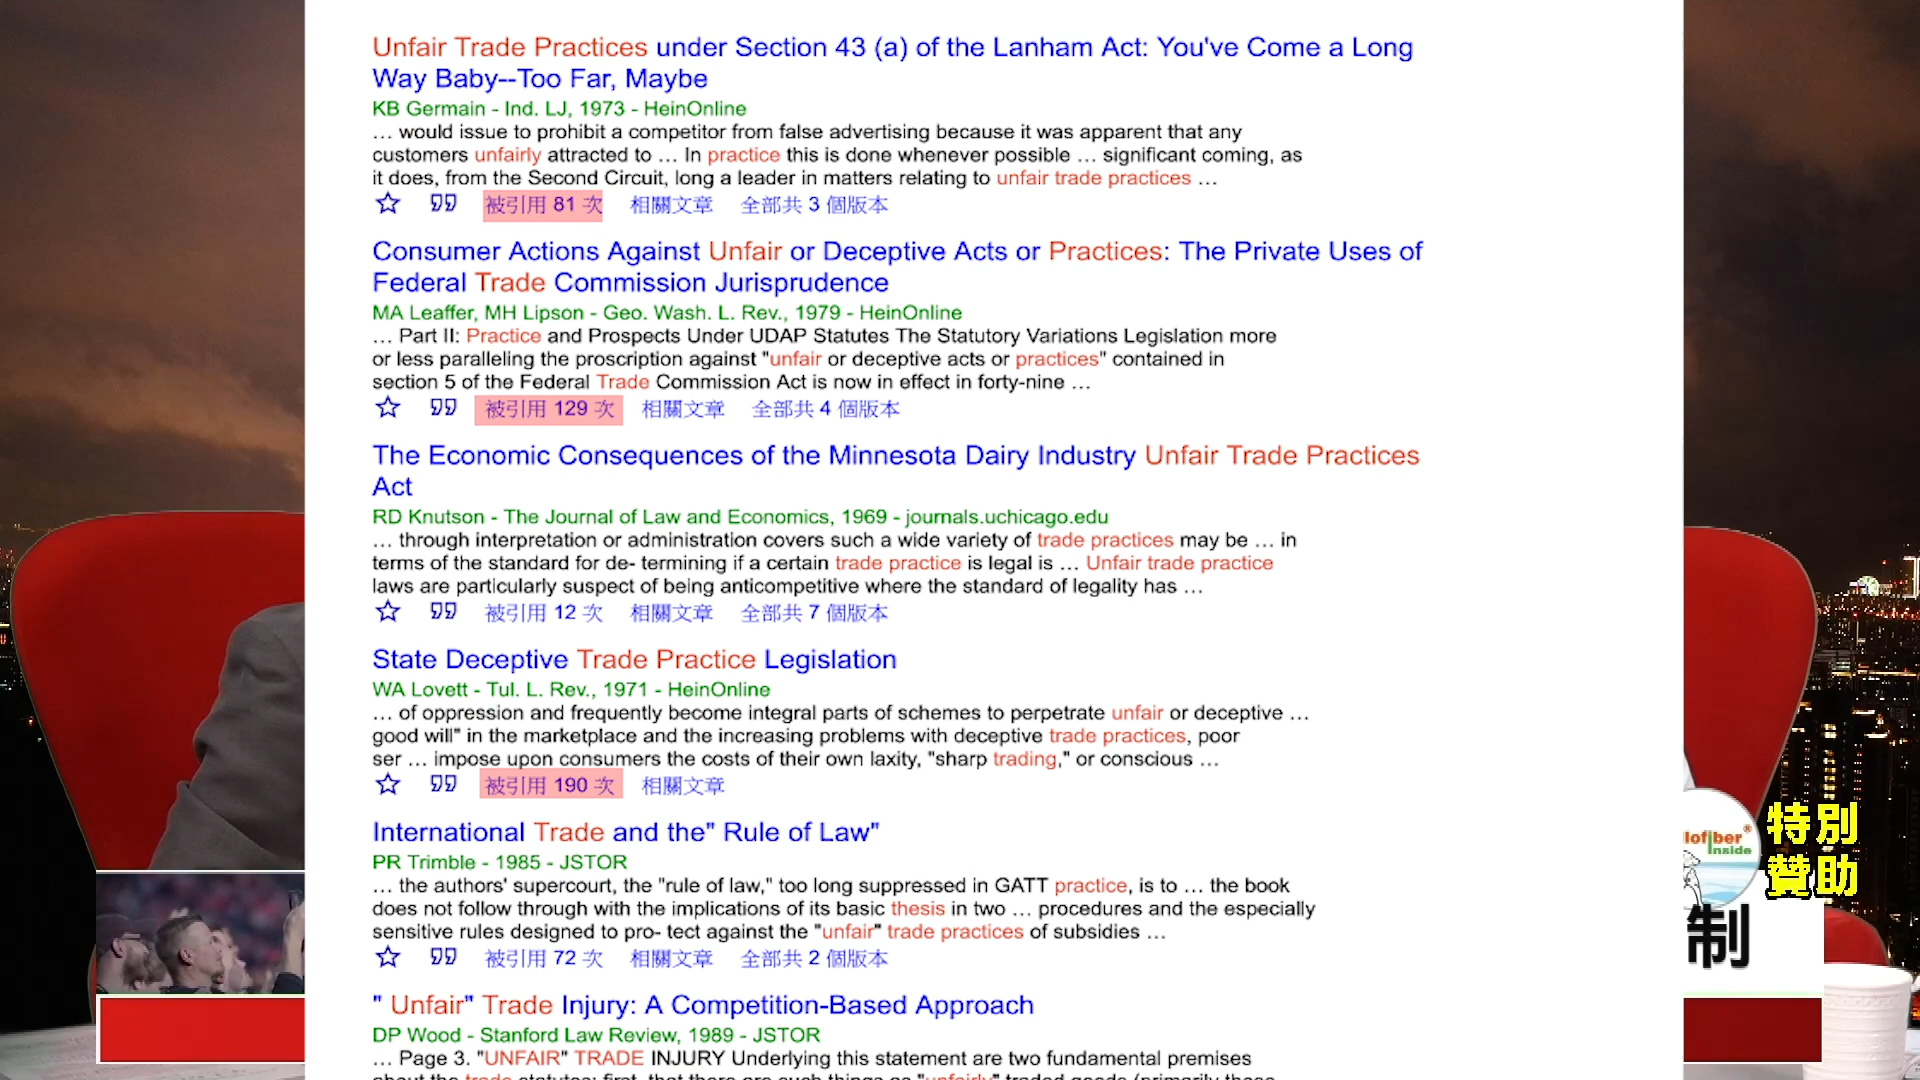 Unfair Trade Practices under Section 43 (a) of the Lanham Act: You've Come a Long
Way Baby--Too Far, Maybe
KB Germain - Ind. LJ, 1973 - HeinOnline
… would issue to prohibit a competitor from false advertising because it was apparent that any
customers unfairly attracted to … In practice this is done whenever possible … significant coming, as
it does, from the Second Circuit, long a leader in matters relating to unfair trade practices …
被引用 81 次 相關文章 全部共 3 個版本
Consumer Actions Against Unfair or Deceptive Acts or Practices: The Private Uses of
Federal Trade Commission Jurisprudence
MA Leaffer, MH Lipson - Geo. Wash. L. Rev., 1979 - HeinOnline
… Part II: Practice and Prospects Under UDAP Statutes The Statutory Variations Legislation more
or less paralleling the proscription against "unfair or deceptive acts or practices" contained in
section 5 of the Federal Trade Commission Act is now in effect in forty-nine …
被引用 129 次 相關文章 全部共 4 個版本
The Economic Consequences of the Minnesota Dairy Industry Unfair Trade Practices
Act
RD Knutson - The Journal of Law and Economics, 1969 - journals.uchicago.edu
… through interpretation or administration covers such a wide variety of trade practices may be … in
terms of the standard for de- termining if a certain trade practice is legal is … Unfair trade practice
laws are particularly suspect of being anticompetitive where the standard of legality has …
被引用 12 次 相關文章 全部共 7 個版本
State Deceptive Trade Practice Legislation
WA Lovett - Tul. L. Rev., 1971 - HeinOnline
… of oppression and frequently become integral parts of schemes to perpetrate unfair or deceptive …
good will" in the marketplace and the increasing problems with deceptive trade practices, poor
ser … impose upon consumers the costs of their own laxity, "sharp trading," or conscious …
被引用 190 次 相關文章
International Trade and the" Rule of Law"
PR Trimble - 1985 - JSTOR
… the authors' supercourt, the "rule of law," too long suppressed in GATT practice, is to … the book
does not follow through with the implications of its basic thesis in two … procedures and the especially
sensitive rules designed to pro- tect against the "unfair" trade practices of subsidies …
被引用 72 次 相關文章 全部共 2 個版本
" Unfair" Trade Injury: A Competition-Based Approach
DP Wood - Stanford Law Review, 1989 - JSTOR
… Page 3. "UNFAIR" TRADE INJURY Underlying this statement are two fundamental premises
about the trade statutes: first, that there are such things as "unfairly" traded goods (primarily those
lofiber®
Inside
特別
贊助
制